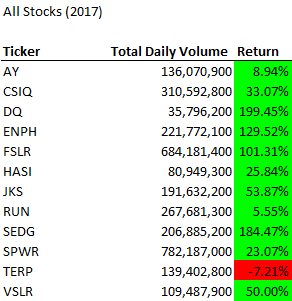 All Stocks (2017)
Ticker Total Daily Volume Return
AY 136,070,900 8.94%
CSIQ 310,592,800 33.07%
DQ 35,796,200 199.45%
ENPH 221,772,100 129.52%
FSLR 684,181,400 101.31%
HASI 80,949,300 25.84%
JKS 191,632,200 53.87%
RUN 267,681,300 5.55%
SEDG 206,885,200 184.47%
SPWR 782,187,000 23.07%
TERP 139,402,800 -7.21%
VSLR 109,487,900 50.00%